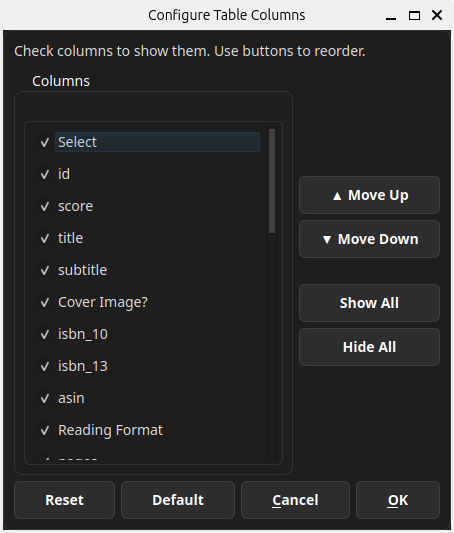 Configure Table Columns
Check columns to show them. Use buttons to reorder.
Columns
✓ Select
✓ id
✓ score
✓ title
✓ subtitle
✓ Cover Image?
✓ isbn_10
✓ isbn_13
✓ asin
✓ Reading Format
▲ Move Up
▼ Move Down
Show All
Hide All
Reset
Default
Cancel
OK